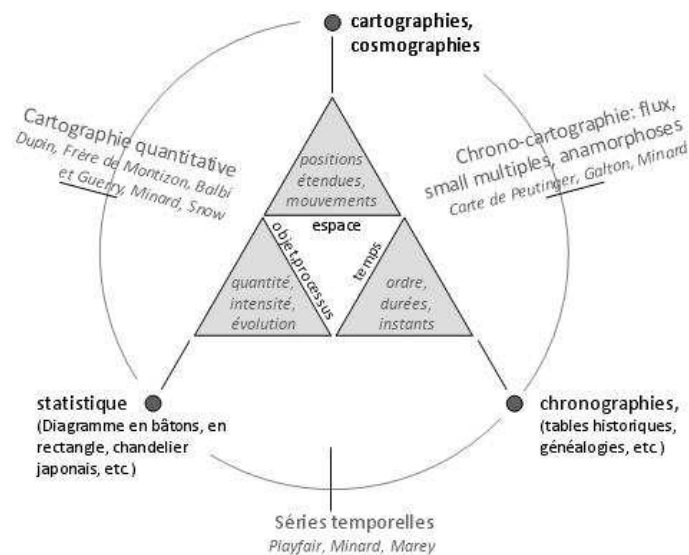 cartographies,
cosmographies
Cartographie quantitative
Dupin, Frère de Montizon, Balbi
et Guerry, Minard, Snow
Chrono-cartographie: flux,
small multiples, anamorphoses
Carte de Peutinger, Galton, Minard
positions
étendues,
mouvements
espace
objet,processus
temps
quantité,
intensité,
évolution
ordre,
durées,
instants
statistique
(Diagramme en bâtons, en
rectangle, chandelier
japonais, etc.)
chronographies,
(tables historiques,
généalogies, etc.)
Séries temporelles
Playfair, Minard, Marey